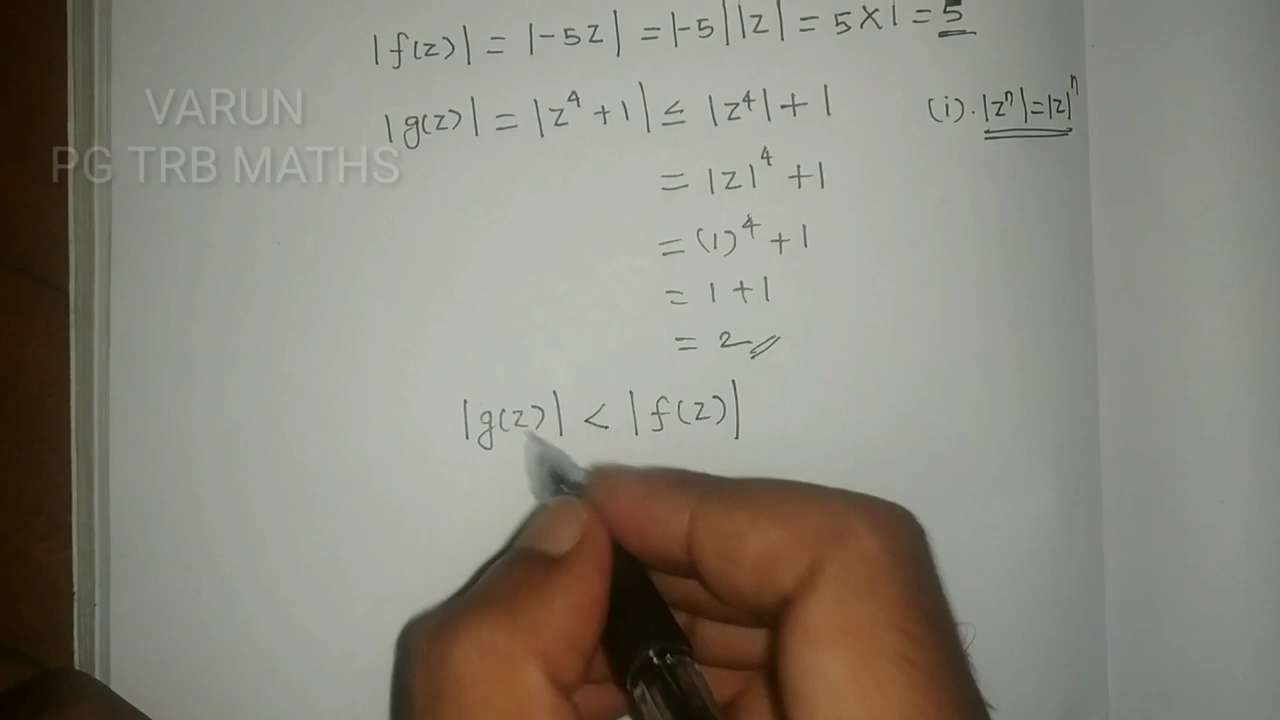 |f(z)| = |-5z| = |-5||z| = 5×1 = 5
|g(z)| = |z⁴+1| ≤ |z⁴|+1 (i). |zⁿ|=|z|ⁿ
VARUN
PG TRB MATHS
= |z|⁴ +1
= (1)⁴ +1
= 1+1
= 2//
|g(z)| < |f(z)|